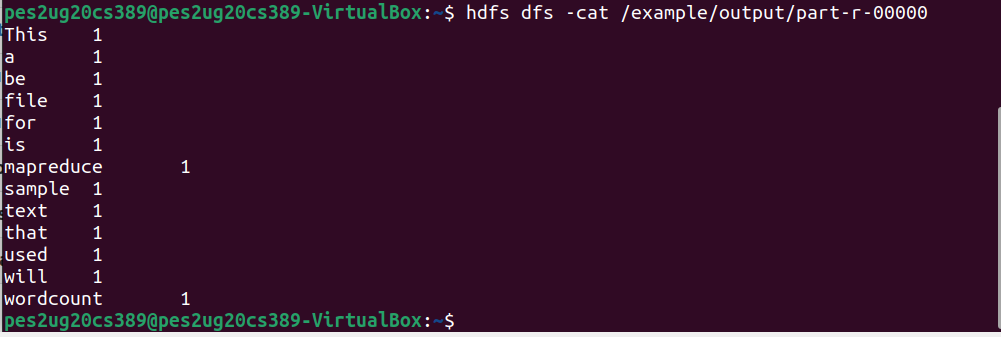 pes2ug20cs389@pes2ug20cs389-VirtualBox:~$ hdfs dfs -cat /example/output/part-r-00000
This	1
a	1
be	1
file	1
for	1
is	1
mapreduce	1
sample	1
text	1
that	1
used	1
will	1
wordcount	1
pes2ug20cs389@pes2ug20cs389-VirtualBox:~$